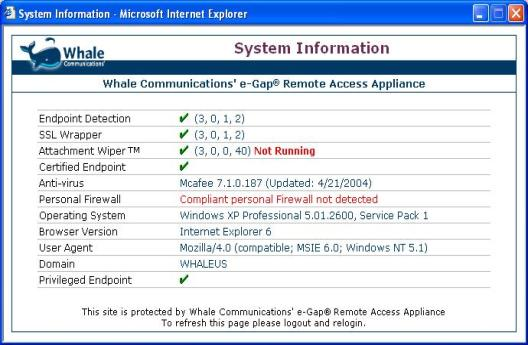 System Information - Microsoft Internet Explorer
Whale
Communications'
System Information
Whale Communications' e-Gap® Remote Access Appliance
Endpoint Detection ✔ (3, 0, 1, 2)
SSL Wrapper ✔ (3, 0, 1, 2)
Attachment Wiper™ ✔ (3, 0, 0, 40) Not Running
Certified Endpoint ✔
Anti-virus Mcafee 7.1.0.187 (Updated: 4/21/2004)
Personal Firewall Compliant personal Firewall not detected
Operating System Windows XP Professional 5.01.2600, Service Pack 1
Browser Version Internet Explorer 6
User Agent Mozilla/4.0 (compatible; MSIE 6.0; Windows NT 5.1)
Domain WHALEUS
Privileged Endpoint ✔
This site is protected by Whale Communications' e-Gap® Remote Access Appliance
To refresh this page please logout and relogin.